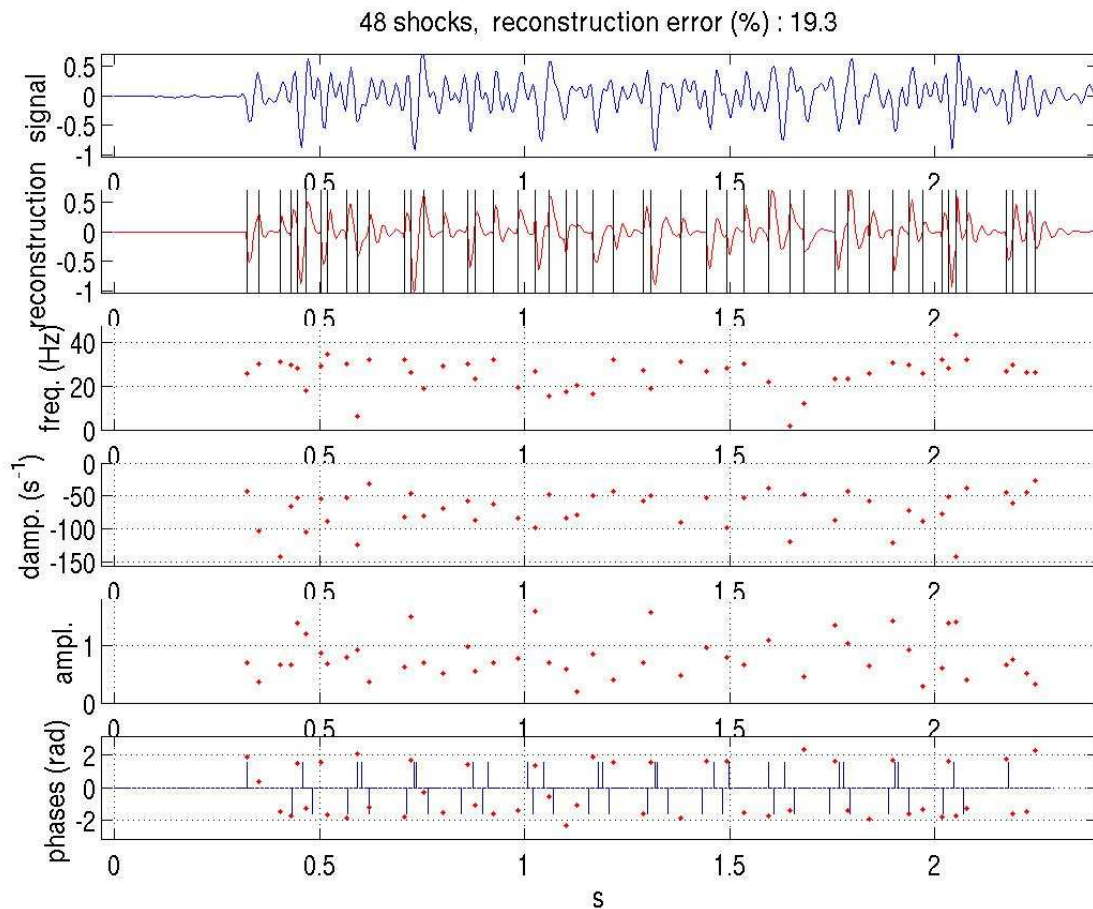 48 shocks, reconstruction error (%) : 19.3
signal
0.5
0
-0.5
-1
0 0.5 1 1.5 2
reconstruction
0.5
0
-0.5
-1
0 0.5 1 1.5 2
freq. (Hz)
40
20
0
0 0.5 1 1.5 2
damp. (s⁻¹)
0
-50
-100
-150
0 0.5 1 1.5 2
ampl.
1
0
0 0.5 1 1.5 2
phases (rad)
2
0
-2
0 0.5 1 1.5 2
s